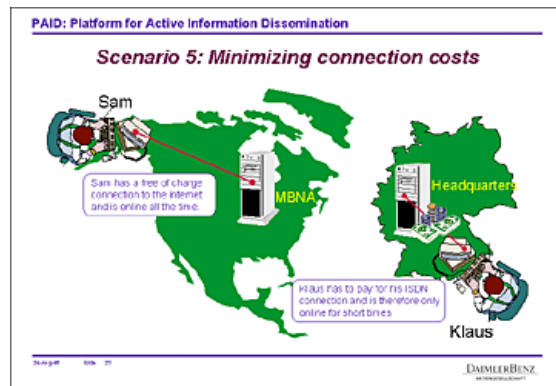 PAID: Platform for Active Information Dissemination
Scenario 5: Minimizing connection costs
Sam
Sam has a free of charge
connection to the internet
and is online all the time.
MBNA
Headquarters
Klaus has to pay for his ISDN
connection and is therefore only
online for short times
Klaus
DAIMLERBENZ